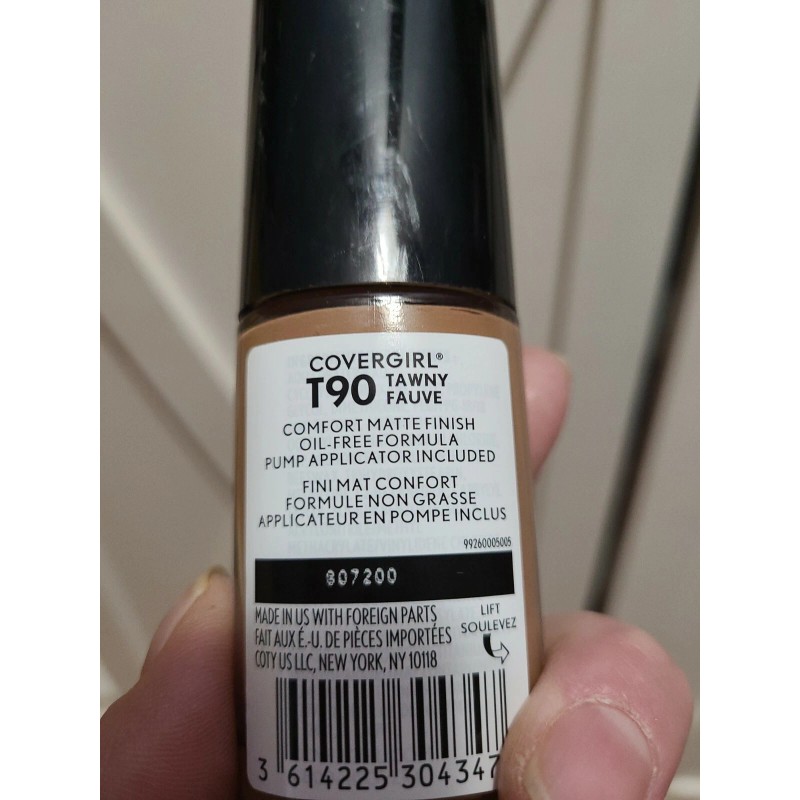 COVERGIRL®
T90 TAWNY
FAUVE
COMFORT MATTE FINISH
OIL-FREE FORMULA
PUMP APPLICATOR INCLUDED
FINI MAT CONFORT
FORMULE NON GRASSE
APPLICATEUR EN POMPE INCLUS
99260005005
807200
MADE IN US WITH FOREIGN PARTS
FAIT AUX É.-U. DE PIÈCES IMPORTÉES
COTY US LLC, NEW YORK, NY 10118
LIFT
SOULEVEZ
3 614225 304347